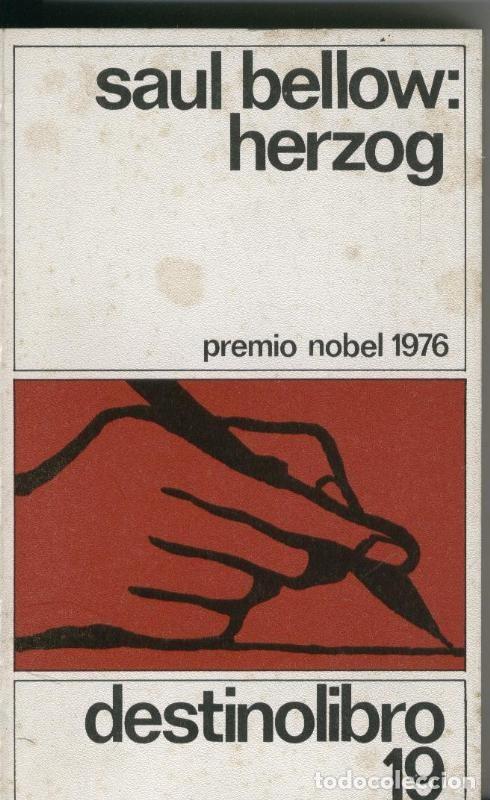 saul bellow:
herzog
premio nobel 1976
destinolibro
19
todocoleccion